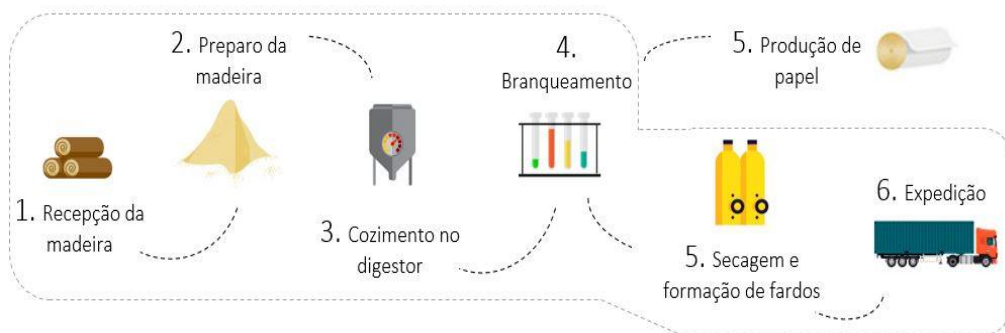 1. Recepção da
madeira
2. Preparo da
madeira
3. Cozimento no
digestor
4.
Branqueamento
5. Produção de
papel
5. Secagem e
formação de fardos
6. Expedição